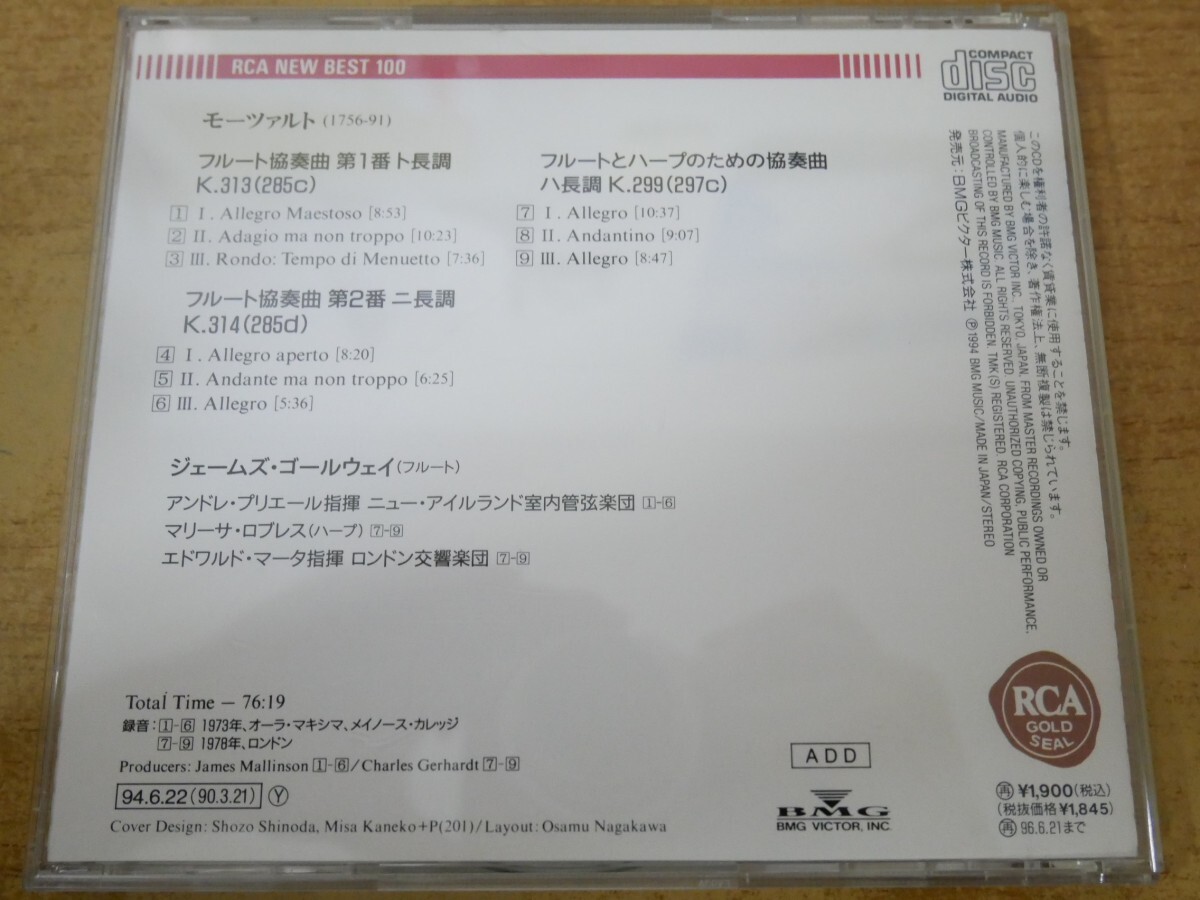 RCA NEW BEST 100
COMPACT
disc
DIGITAL AUDIO
モーツァルト (1756-91)
フルート協奏曲 第1番 ト長調
K.313(285c)
1 I. Allegro Maestoso [8:53]
2 II. Adagio ma non troppo [10:23]
3 III. Rondo: Tempo di Menuetto [7:36]
フルート協奏曲 第2番 ニ長調
K.314(285d)
4 I. Allegro aperto [8:20]
5 II. Andante ma non troppo [6:25]
6 III. Allegro [5:36]
フルートとハープのための協奏曲
ハ長調 K.299(297c)
7 I. Allegro [10:37]
8 II. Andantino [9:07]
9 III. Allegro [8:47]
ジェームズ・ゴールウェイ(フルート)
アンドレ・プリエール指揮 ニュー・アイルランド室内管弦楽団 1-6
マリーサ・ロブレス(ハープ) 7-9
エドワルド・マータ指揮 ロンドン交響楽団 7-9
Total Time – 76:19
録音: 1-6 1973年、オーラ・マキシマ、メイノース・カレッジ
7-9 1978年、ロンドン
Producers: James Mallinson 1-6/Charles Gerhardt 7-9
94.6.22(90.3.21) Y
Cover Design: Shozo Shinoda, Misa Kaneko+P(201)/Layout: Osamu Nagakawa
ADD
BMG
BMG VICTOR, INC.
このCDを権利者の許諾なく賃貸業に使用することを禁じます。
個人的に楽しむ場合を除き、著作権法上、無断複製は禁じられています。
MANUFACTURED BY BMG VICTOR INC., TOKYO, JAPAN. FROM MASTER RECORDINGS OWNED OR
CONTROLLED BY BMG MUSIC. ALL RIGHTS RESERVED. UNAUTHORIZED COPYING, PUBLIC PERFORMANCE,
BROADCASTING OF THIS RECORD IS FORBIDDEN. TMK(S) REGISTERED. RCA CORPORATION
発売元:BMGビクター株式会社 ℗1994 BMG MUSIC/MADE IN JAPAN/STEREO
RCA
GOLD
SEAL
再 ¥1,900(税込)
(税抜価格¥1,845)
再 96.6.21まで